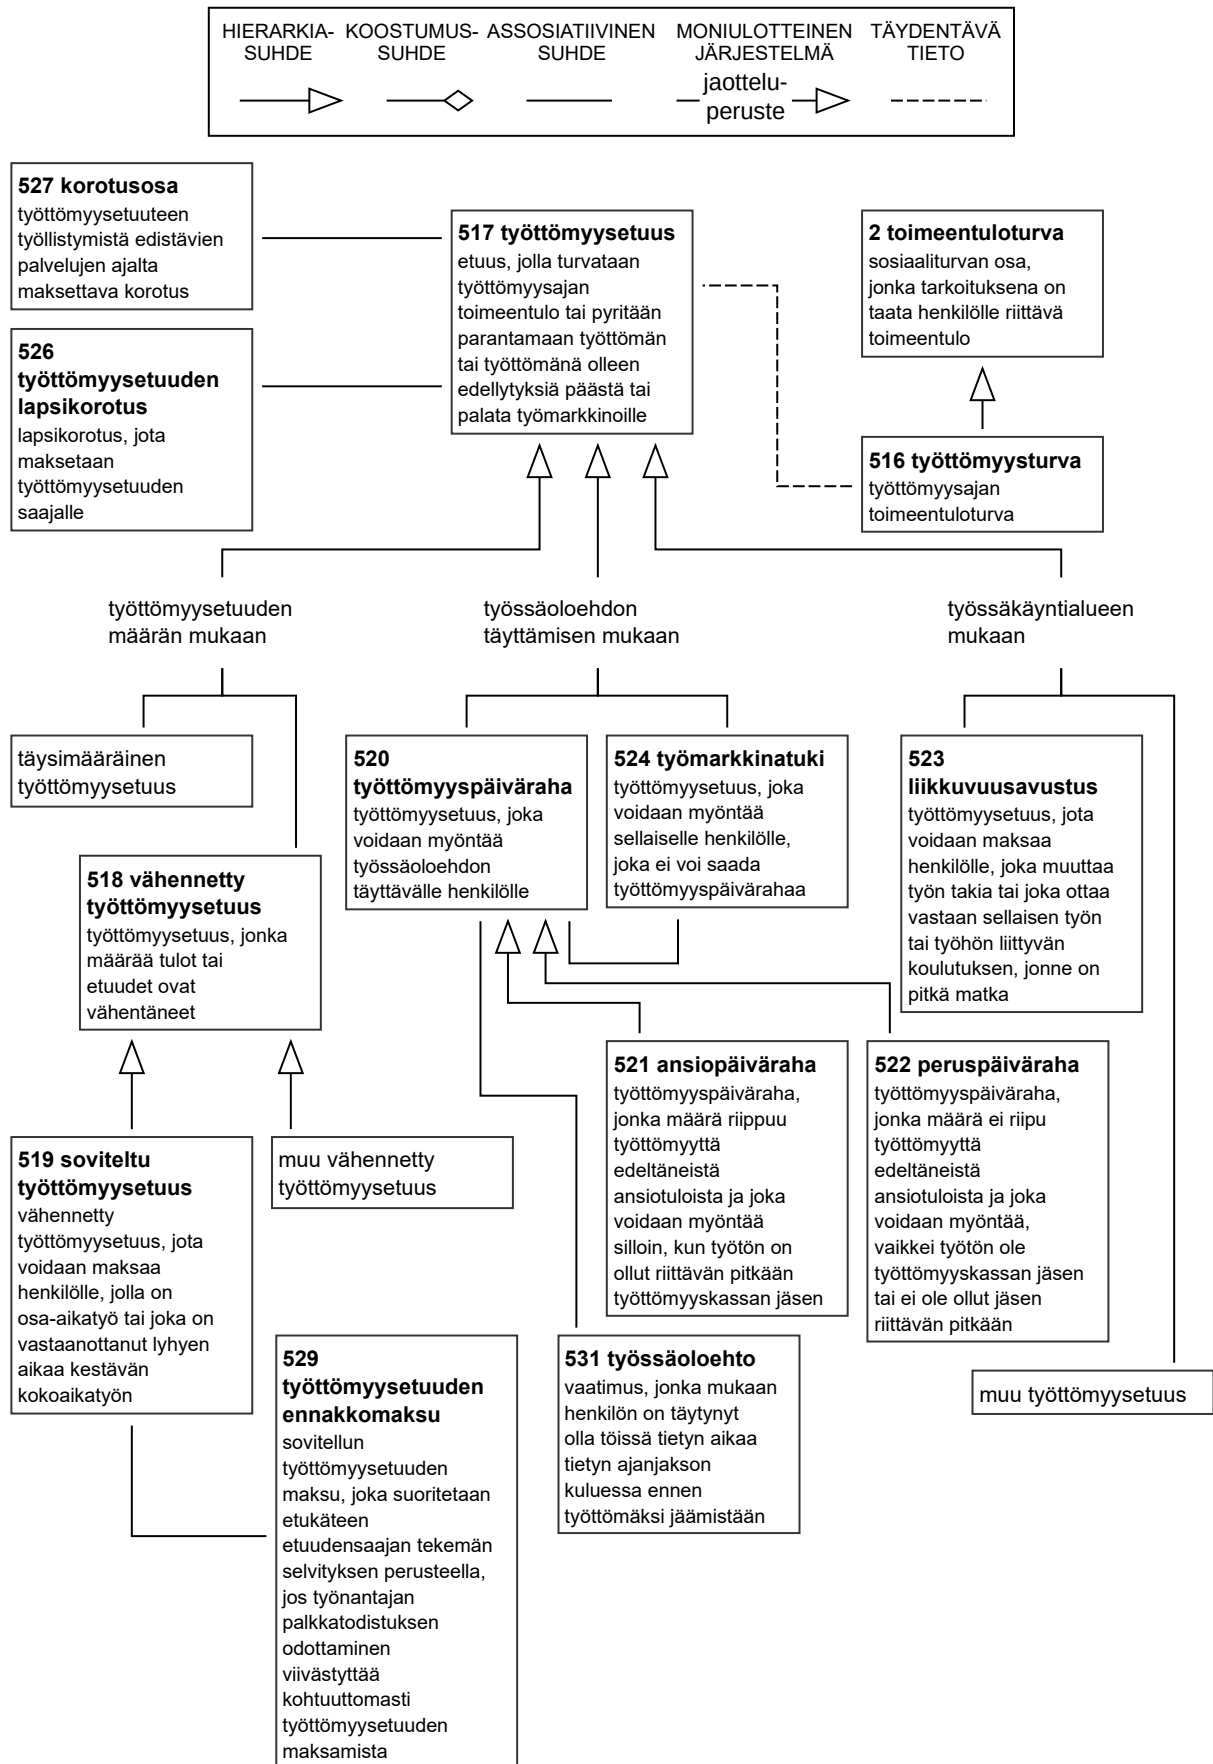 HIERARKIA-
SUHDE
KOOSTUMUS-
SUHDE
ASSOSIATIIVINEN
SUHDE
MONIULOTTEINEN
JÄRJESTELMÄ
jaottelu-
peruste
TÄYDENTÄVÄ
TIETO
527 korotusosa
työttömyysetuuteen
työllistymistä edistävien
palvelujen ajalta
maksettava korotus
526
työttömyysetuuden
lapsikorotus
lapsikorotus, jota
maksetaan
työttömyysetuuden
saajalle
517 työttömyysetuus
etuus, jolla turvataan
työttömyysajan
toimeentulo tai pyritään
parantamaan työttömän
tai työttömänä olleen
edellytyksiä päästä tai
palata työmarkkinoille
2 toimeentuloturva
sosiaaliturvan osa,
jonka tarkoituksena on
taata henkilölle riittävä
toimeentulo
516 työttömyysturva
työttömyysajan
toimeentuloturva
työttömyysetuuden
määrän mukaan
työssäoloehdon
täyttämisen mukaan
työssäkäyntialueen
mukaan
täysimääräinen
työttömyysetuus
518 vähennetty
työttömyysetuus
työttömyysetuus, jonka
määrää tulot tai
etuudet ovat
vähentäneet
520
työttömyyspäiväraha
työttömyysetuus, joka
voidaan myöntää
työssäoloehdon
täyttävälle henkilölle
524 työmarkkinatuki
työttömyysetuus, joka
voidaan myöntää
sellaiselle henkilölle,
joka ei voi saada
työttömyyspäivärahaa
523
liikkuvuusavustus
työttömyysetuus, jota
voidaan maksaa
henkilölle, joka muuttaa
työn takia tai joka ottaa
vastaan sellaisen työn
tai työhön liittyvän
koulutuksen, jonne on
pitkä matka
519 soviteltu
työttömyysetuus
vähennetty
työttömyysetuus, jota
voidaan maksaa
henkilölle, jolla on
osa-aikatyö tai joka on
vastaanottanut lyhyen
aikaa kestävän
kokoaikatyön
muu vähennetty
työttömyysetuus
521 ansiopäiväraha
työttömyyspäiväraha,
jonka määrä riippuu
työttömyyttä
edeltäneistä
ansiotuloista ja joka
voidaan myöntää
silloin, kun työtön on
ollut riittävän pitkään
työttömyyskassan jäsen
522 peruspäiväraha
työttömyyspäiväraha,
jonka määrä ei riipu
työttömyyttä
edeltäneistä
ansiotuloista ja joka
voidaan myöntää,
vaikkei työtön ole
työttömyyskassan jäsen
tai ei ole ollut jäsen
riittävän pitkään
529
työttömyysetuuden
ennakkomaksu
sovitellun
työttömyysetuuden
maksu, joka suoritetaan
etukäteen
etuudensaajan tekemän
selvityksen perusteella,
jos työnantajan
palkkatodistuksen
odottaminen
viivästyttää
kohtuuttomasti
työttömyysetuuden
maksamista
531 työssäoloehto
vaatimus, jonka mukaan
henkilön on täytynyt
olla töissä tietyn aikaa
tietyn ajanjakson
kuluessa ennen
työttömäksi jäämistään
muu työttömyysetuus